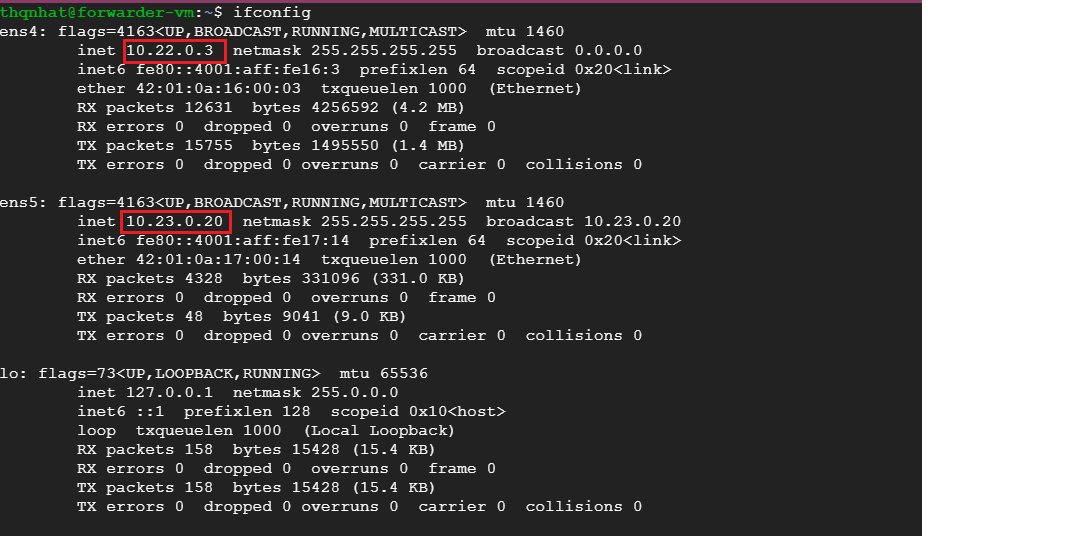 thqnhat@forwarder-vm:~$ ifconfig
ens4: flags=4163<UP,BROADCAST,RUNNING,MULTICAST>  mtu 1460
        inet 10.22.0.3  netmask 255.255.255.255  broadcast 0.0.0.0
        inet6 fe80::4001:aff:fe16:3  prefixlen 64  scopeid 0x20<link>
        ether 42:01:0a:16:00:03  txqueuelen 1000  (Ethernet)
        RX packets 12631  bytes 4256592 (4.2 MB)
        RX errors 0  dropped 0  overruns 0  frame 0
        TX packets 15755  bytes 1495550 (1.4 MB)
        TX errors 0  dropped 0 overruns 0  carrier 0  collisions 0

ens5: flags=4163<UP,BROADCAST,RUNNING,MULTICAST>  mtu 1460
        inet 10.23.0.20  netmask 255.255.255.255  broadcast 10.23.0.20
        inet6 fe80::4001:aff:fe17:14  prefixlen 64  scopeid 0x20<link>
        ether 42:01:0a:17:00:14  txqueuelen 1000  (Ethernet)
        RX packets 4328  bytes 331096 (331.0 KB)
        RX errors 0  dropped 0  overruns 0  frame 0
        TX packets 48  bytes 9041 (9.0 KB)
        TX errors 0  dropped 0 overruns 0  carrier 0  collisions 0

lo: flags=73<UP,LOOPBACK,RUNNING>  mtu 65536
        inet 127.0.0.1  netmask 255.0.0.0
        inet6 ::1  prefixlen 128  scopeid 0x10<host>
        loop  txqueuelen 1000  (Local Loopback)
        RX packets 158  bytes 15428 (15.4 KB)
        RX errors 0  dropped 0  overruns 0  frame 0
        TX packets 158  bytes 15428 (15.4 KB)
        TX errors 0  dropped 0 overruns 0  carrier 0  collisions 0